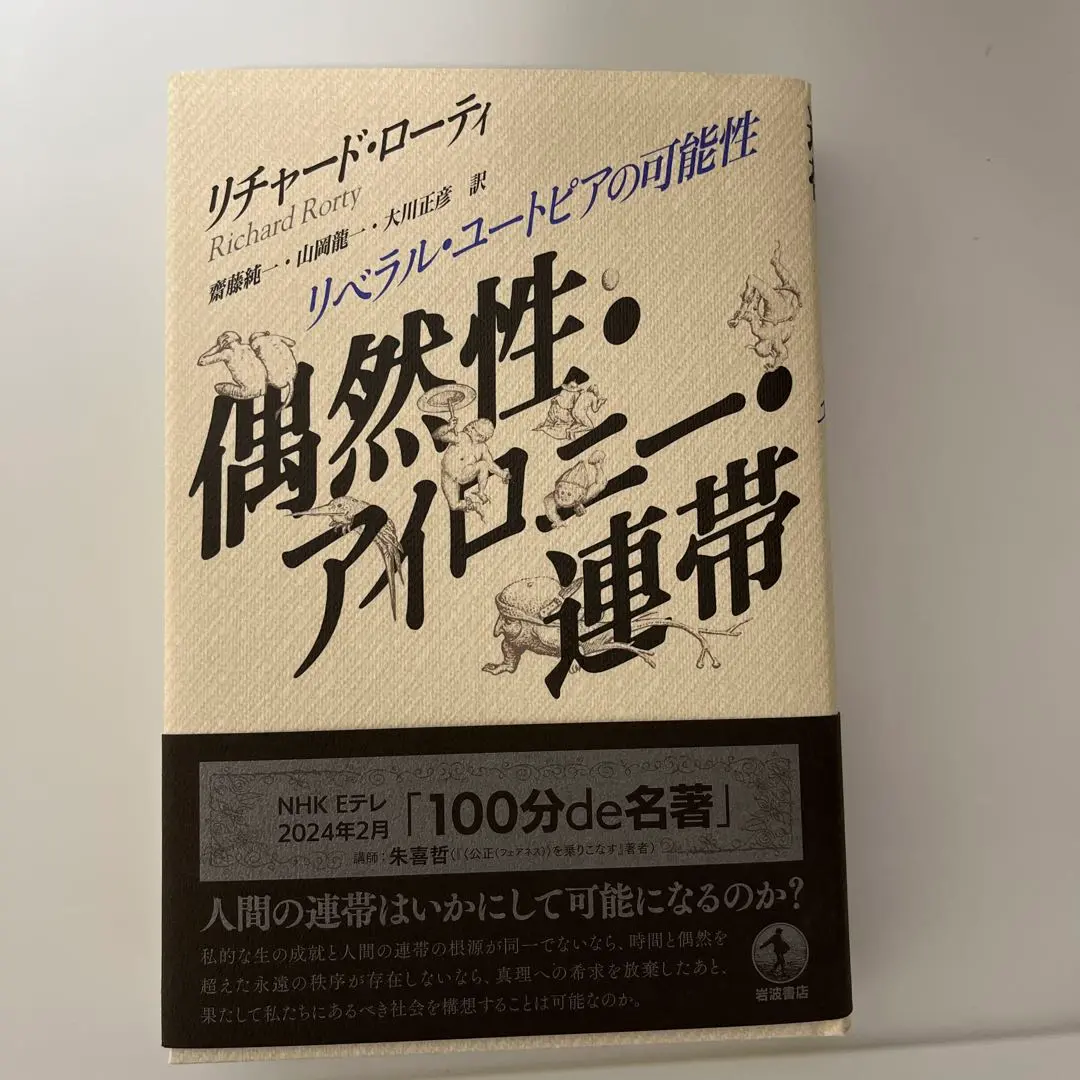 リチャード・ローティ
Richard Rorty
齋藤純一・山岡龍一・大川正彦 訳
リベラル・ユートピアの可能性
偶然性・
アイロニー・
連帯
NHK Eテレ
2024年2月「100分de名著」
講師：朱喜哲（『〈公正(フェアネス)〉を乗りこなす』著者）
人間の連帯はいかにして可能になるのか？
私的な生の成就と人間の連帯の根源が同一でないなら、時間と偶然を
超えた永遠の秩序が存在しないなら、真理への希求を放棄したあと、
果たして私たちにあるべき社会を構想することは可能なのか。
岩波書店